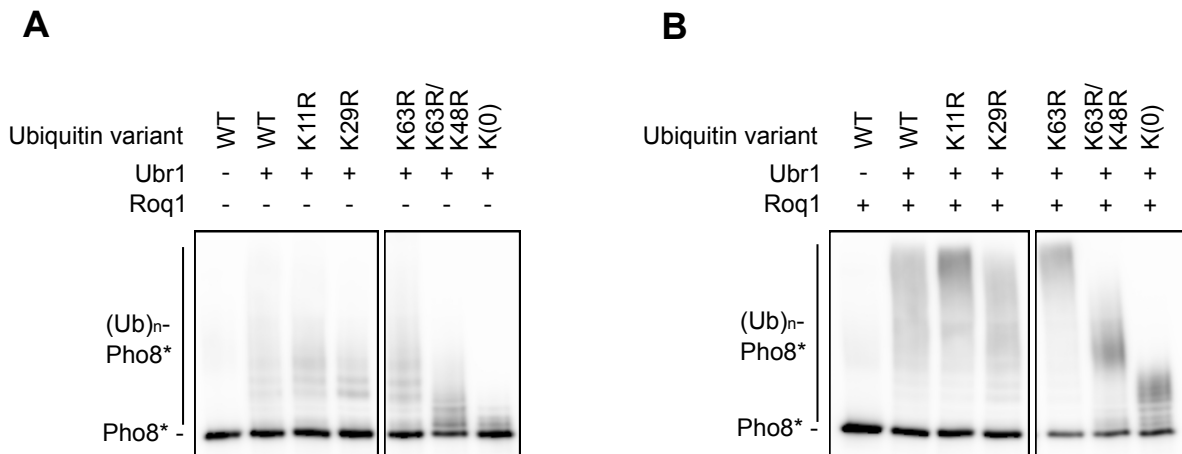 A
Ubiquitin variant WT WT K11R K29R K63R K63R/ K48R K(0)
Ubr1 - + + + + + +
Roq1 - - - - - - -
(Ub)n-
Pho8*
Pho8* -
B
Ubiquitin variant WT WT K11R K29R K63R K63R/ K48R K(0)
Ubr1 - + + + + + +
Roq1 + + + + + + +
(Ub)n-
Pho8*
Pho8* -